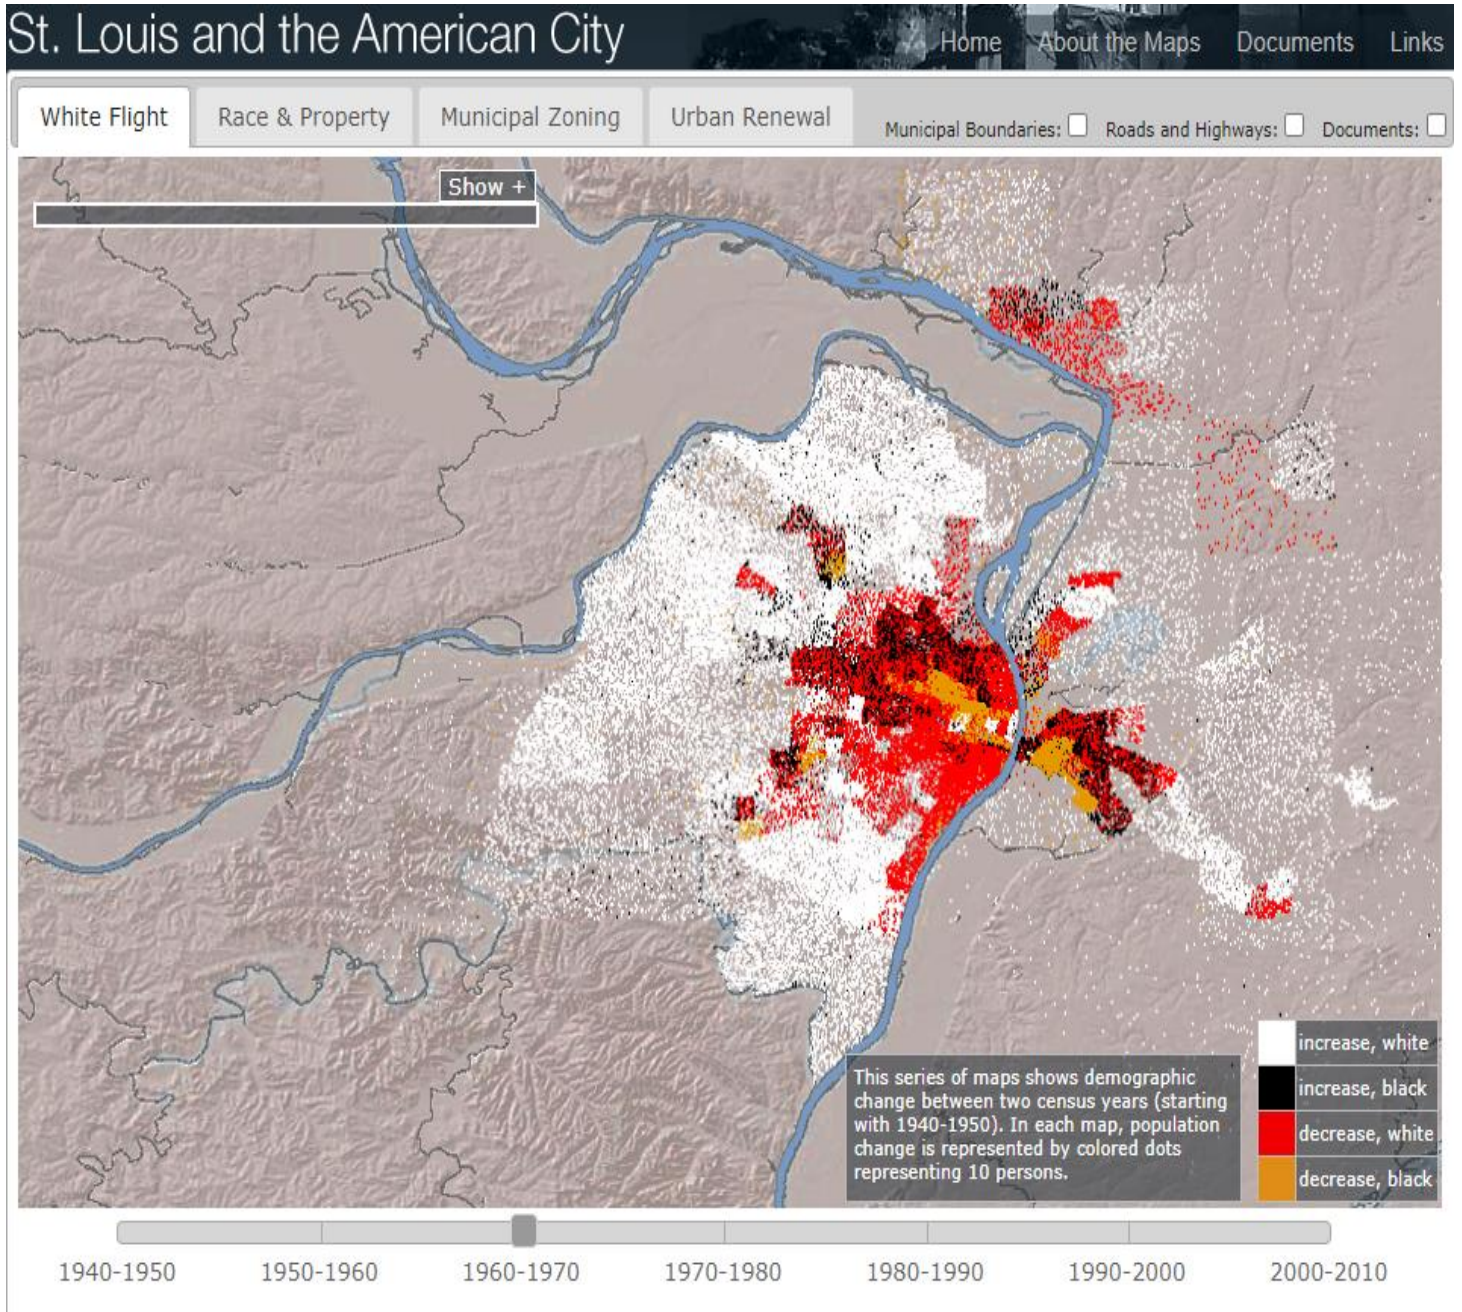 St. Louis and the American City
Home About the Maps Documents Links
White Flight Race & Property Municipal Zoning Urban Renewal Municipal Boundaries: Roads and Highways: Documents:
Show +
increase, white
increase, black
decrease, white
decrease, black
This series of maps shows demographic
change between two census years (starting
with 1940-1950). In each map, population
change is represented by colored dots
representing 10 persons.
1940-1950 1950-1960 1960-1970 1970-1980 1980-1990 1990-2000 2000-2010